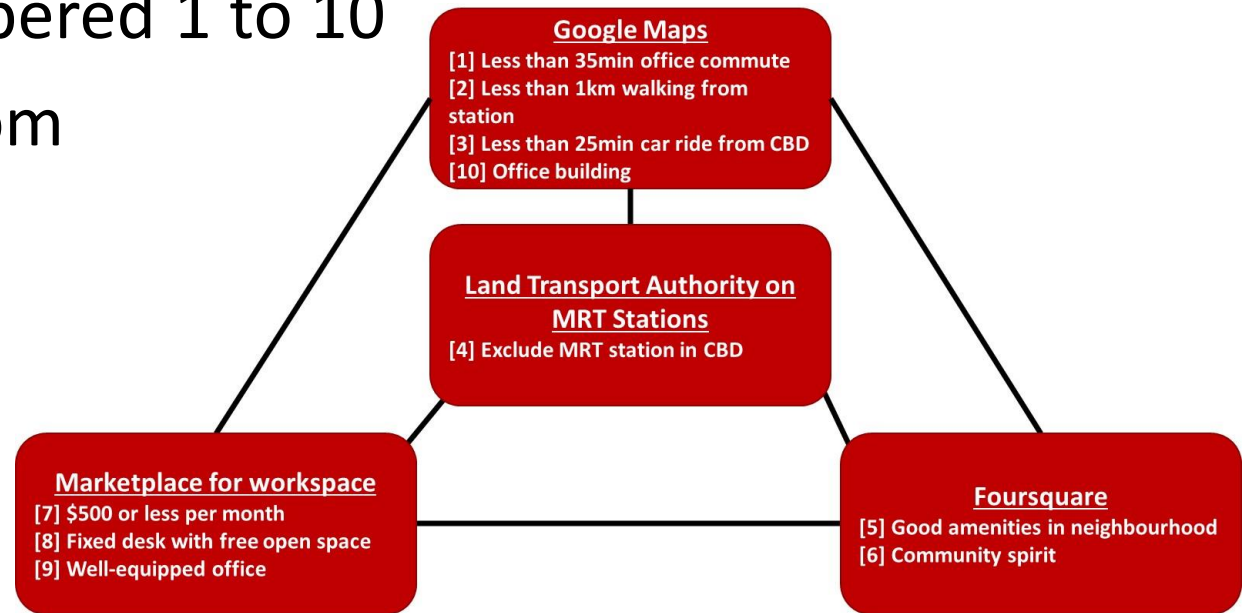 bered 1 to 10
om
Google Maps
[1] Less than 35min office commute
[2] Less than 1km walking from
station
[3] Less than 25min car ride from CBD
[10] Office building
Land Transport Authority on
MRT Stations
[4] Exclude MRT station in CBD
Marketplace for workspace
[7] $500 or less per month
[8] Fixed desk with free open space
[9] Well-equipped office
Foursquare
[5] Good amenities in neighbourhood
[6] Community spirit